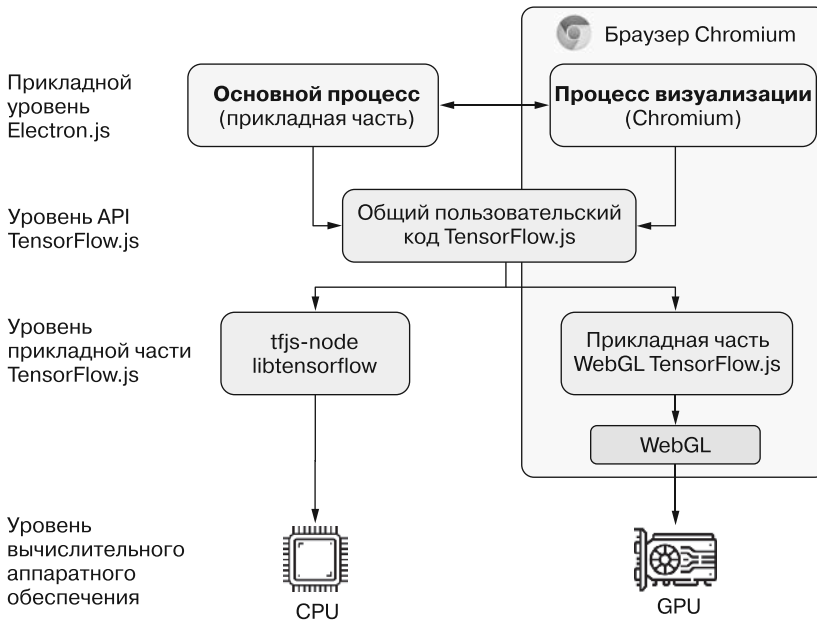 Браузер Chromium
Прикладной
уровень
Electron.js
Основной процесс
(прикладная часть)
Процесс визуализации
(Chromium)
Уровень API
TensorFlow.js
Общий пользовательский
код TensorFlow.js
Уровень
прикладной части
TensorFlow.js
tfjs-node
libtensorflow
Прикладная часть
WebGL TensorFlow.js
WebGL
Уровень
вычислительного
аппаратного
обеспечения
CPU
GPU